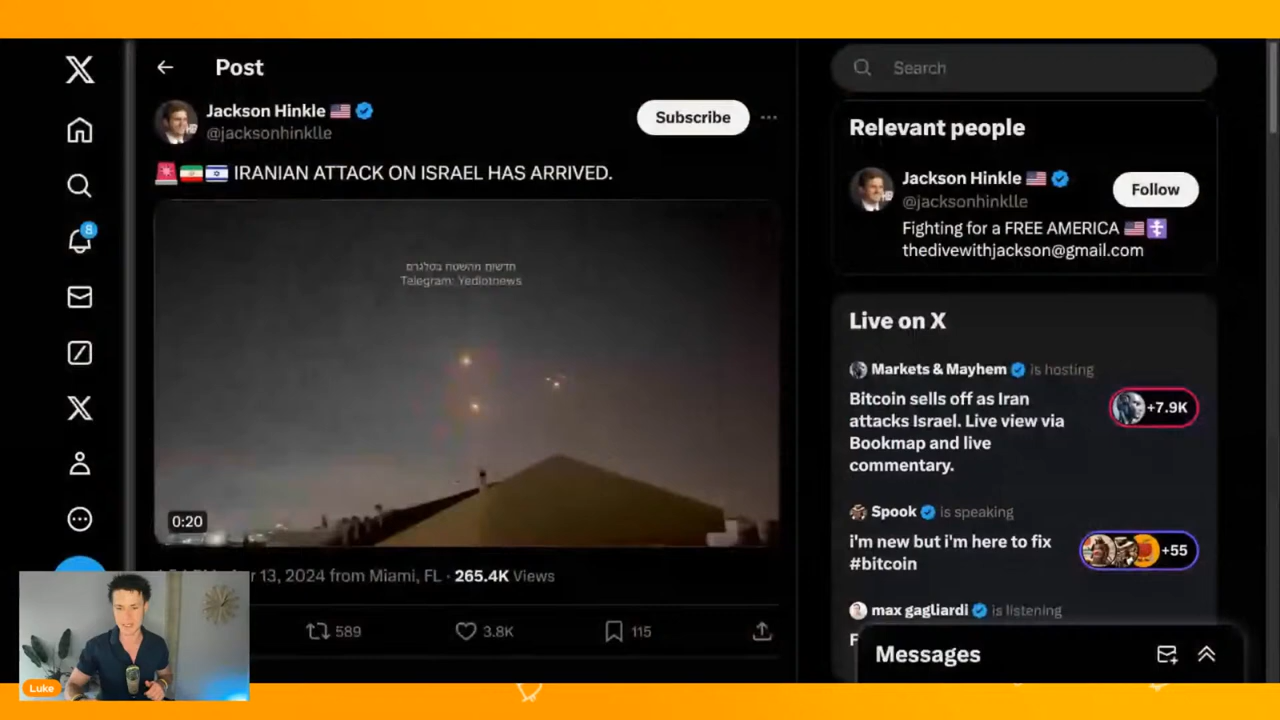 Post
Jackson Hinkle
@jacksonhinklle
Subscribe
IRANIAN ATTACK ON ISRAEL HAS ARRIVED.
חדשות מהשטח בטלגרם
Telegram: Yediotnews
0:20
13, 2024 from Miami, FL · 265.4K Views
589
3.8K
115
8
Luke
Search
Relevant people
Jackson Hinkle
@jacksonhinklle
Follow
Fighting for a FREE AMERICA
thedivewithjackson@gmail.com
Live on X
Markets & Mayhem is hosting
Bitcoin sells off as Iran
attacks Israel. Live view via
Bookmap and live
commentary.
+7.9K
Spook is speaking
i'm new but i'm here to fix
#bitcoin
+55
max gagliardi is listening
Messages